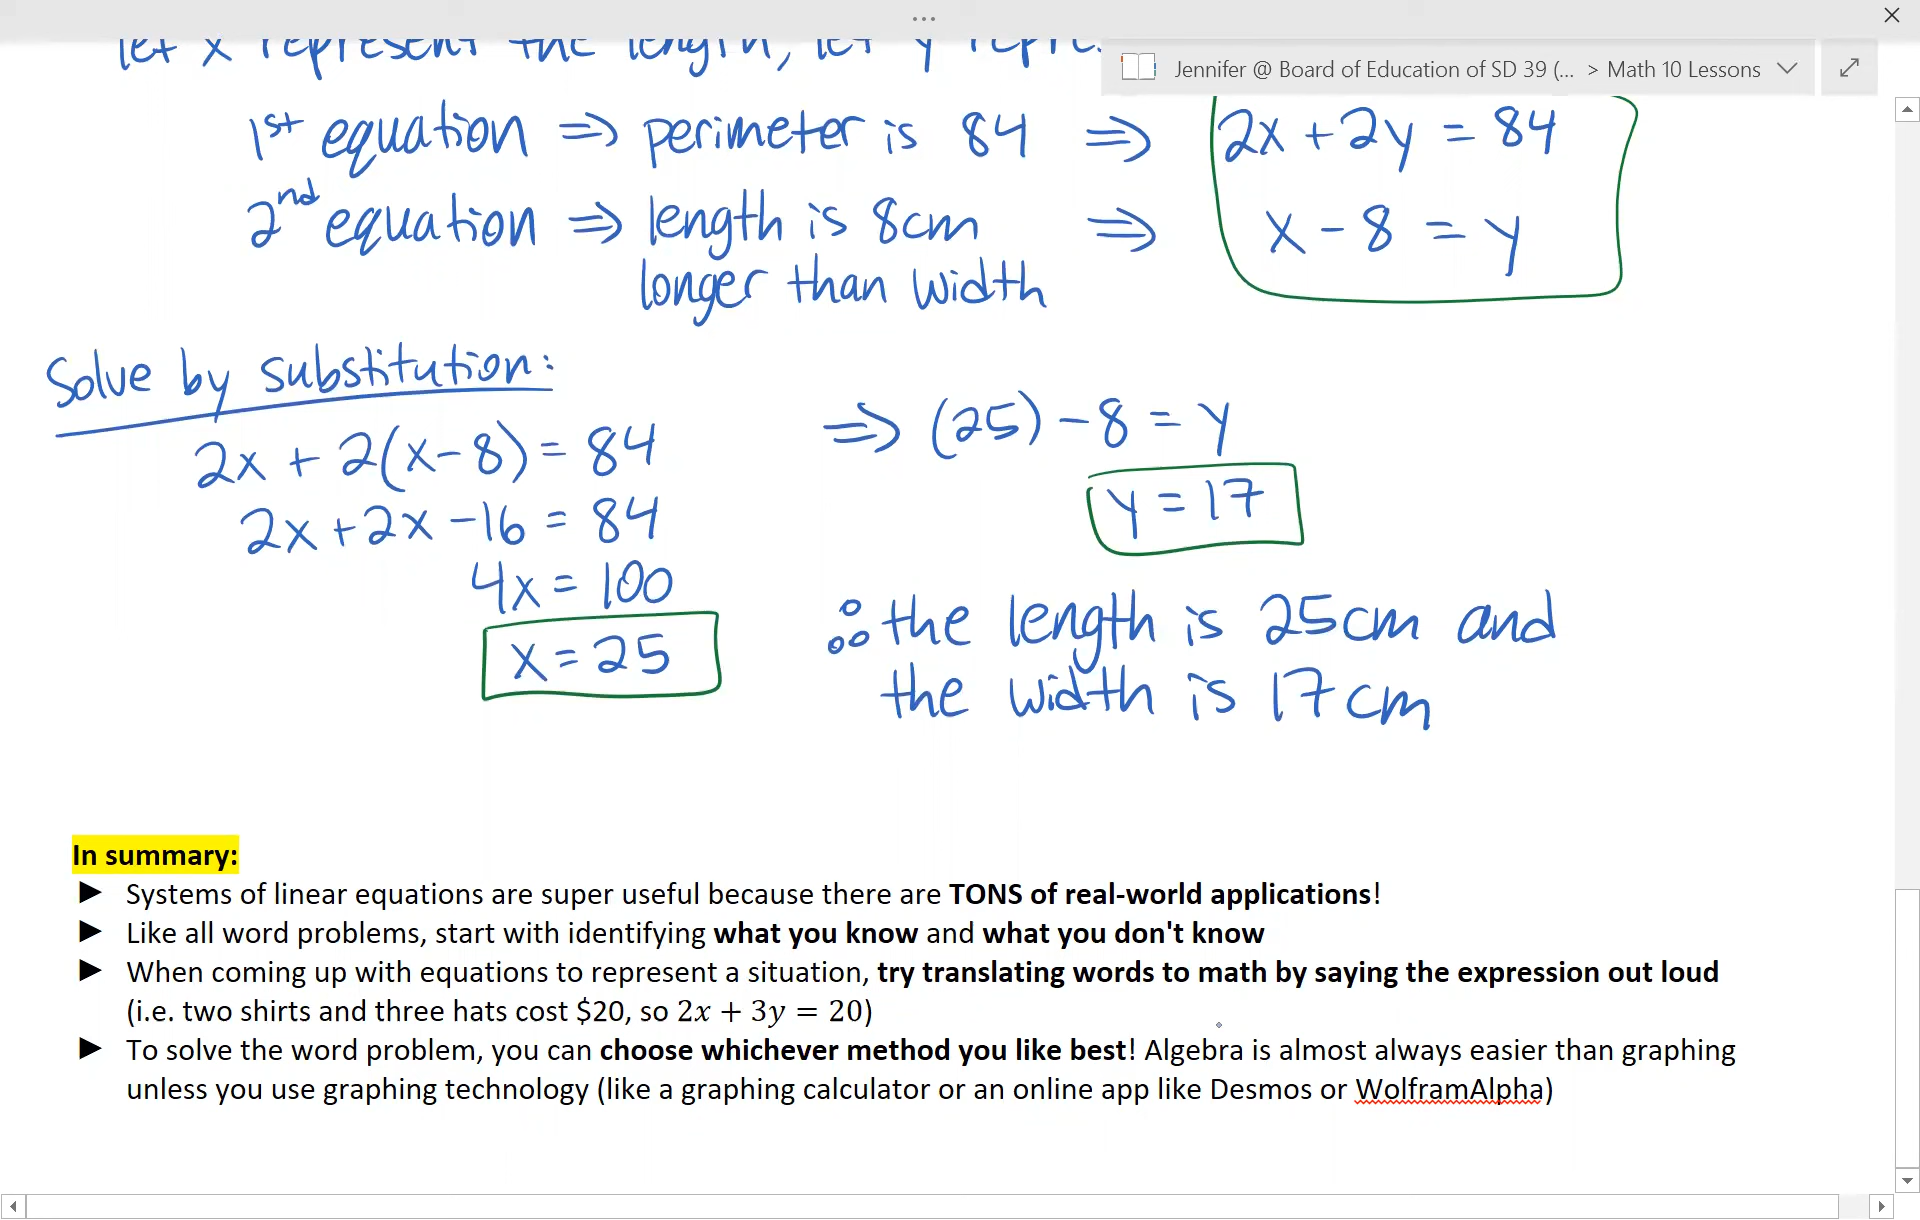 let x represent the length, let y repre
Jennifer @ Board of Education of SD 39 (... > Math 10 Lessons
1st equation ⇒ perimeter is 84 ⇒ 2x + 2y = 84
2nd equation ⇒ length is 8cm ⇒ x - 8 = y
longer than width
Solve by substitution:
2x + 2(x-8) = 84
2x + 2x - 16 = 84
4x = 100
x = 25
⇒ (25) - 8 = y
y = 17
∴ the length is 25cm and
the width is 17cm
In summary:
► Systems of linear equations are super useful because there are TONS of real-world applications!
► Like all word problems, start with identifying what you know and what you don't know
► When coming up with equations to represent a situation, try translating words to math by saying the expression out loud
(i.e. two shirts and three hats cost $20, so 2x + 3y = 20)
► To solve the word problem, you can choose whichever method you like best! Algebra is almost always easier than graphing
unless you use graphing technology (like a graphing calculator or an online app like Desmos or WolframAlpha)